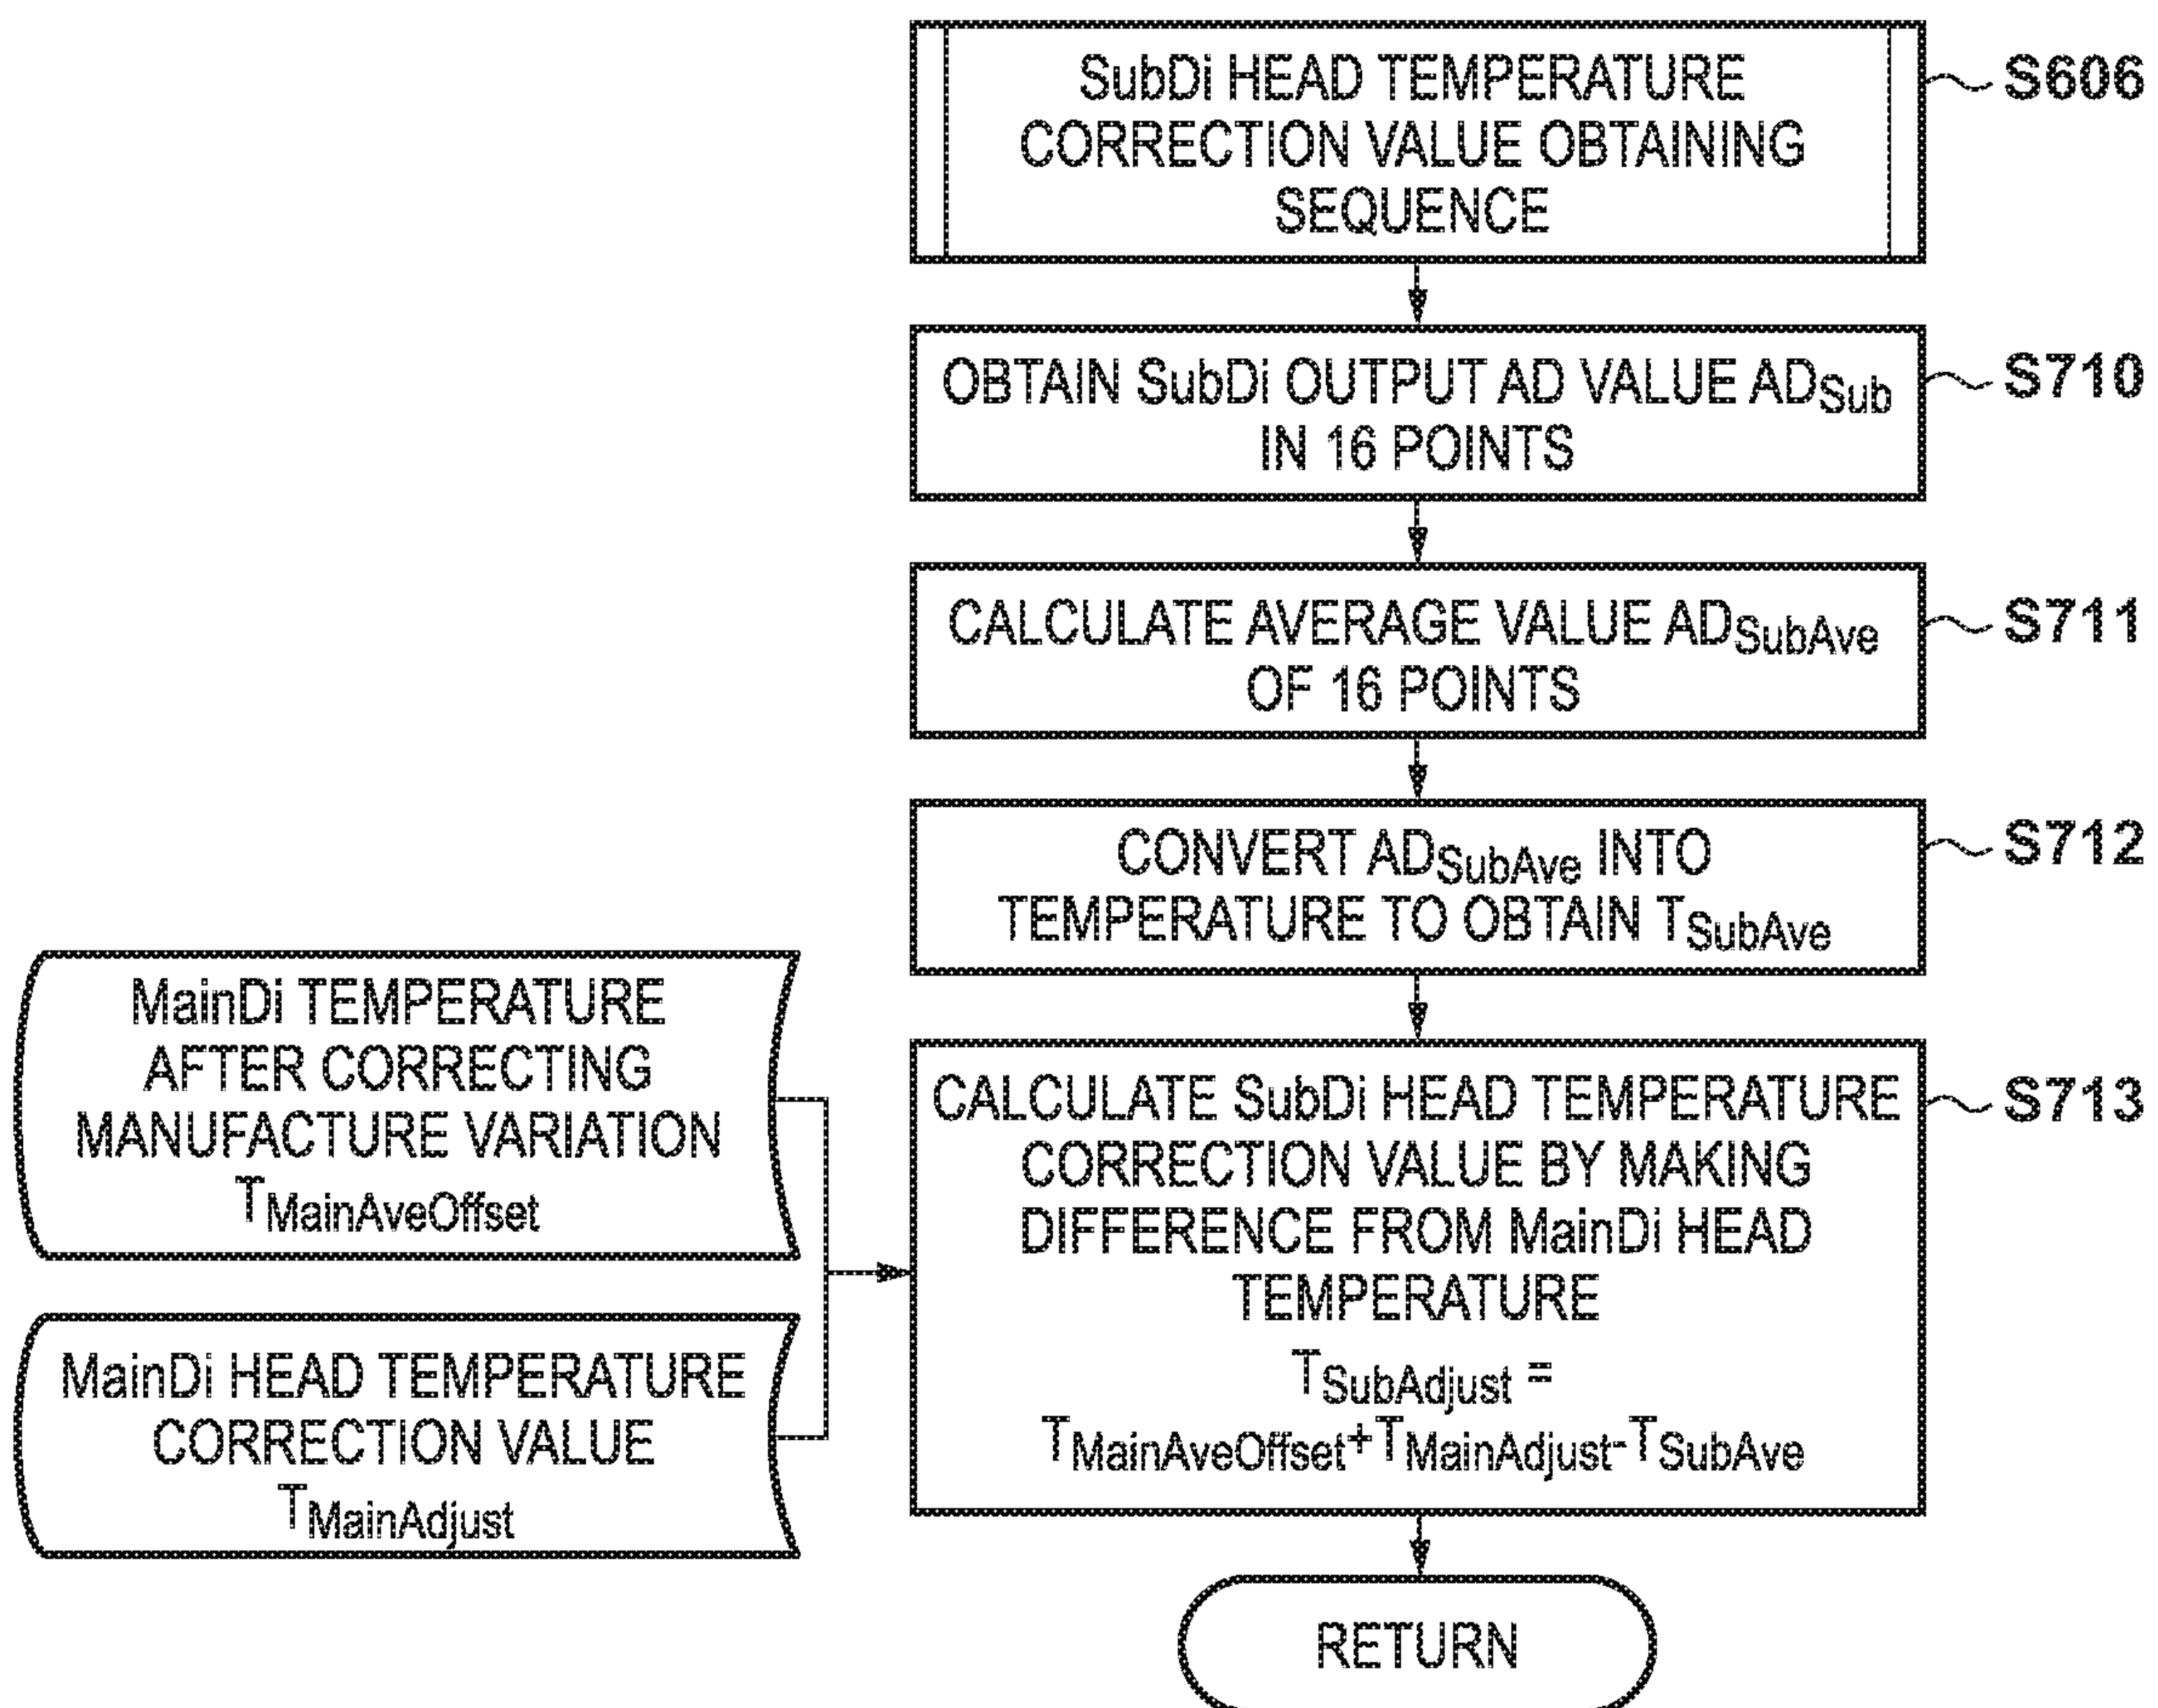 SubDi HEAD TEMPERATURE
CORRECTION VALUE OBTAINING
SEQUENCE
S606
OBTAIN SubDi OUTPUT AD VALUE ADSub
IN 16 POINTS
S710
CALCULATE AVERAGE VALUE ADSubAve
OF 16 POINTS
S711
CONVERT ADSubAve INTO
TEMPERATURE TO OBTAIN TSubAve
S712
MainDi TEMPERATURE
AFTER CORRECTING
MANUFACTURE VARIATION
TMainAveOffset
MainDi HEAD TEMPERATURE
CORRECTION VALUE
TMainAdjust
CALCULATE SubDi HEAD TEMPERATURE
CORRECTION VALUE BY MAKING
DIFFERENCE FROM MainDi HEAD
TEMPERATURE
TSubAdjust =
TMainAveOffset+TMainAdjust-TSubAve
S713
RETURN